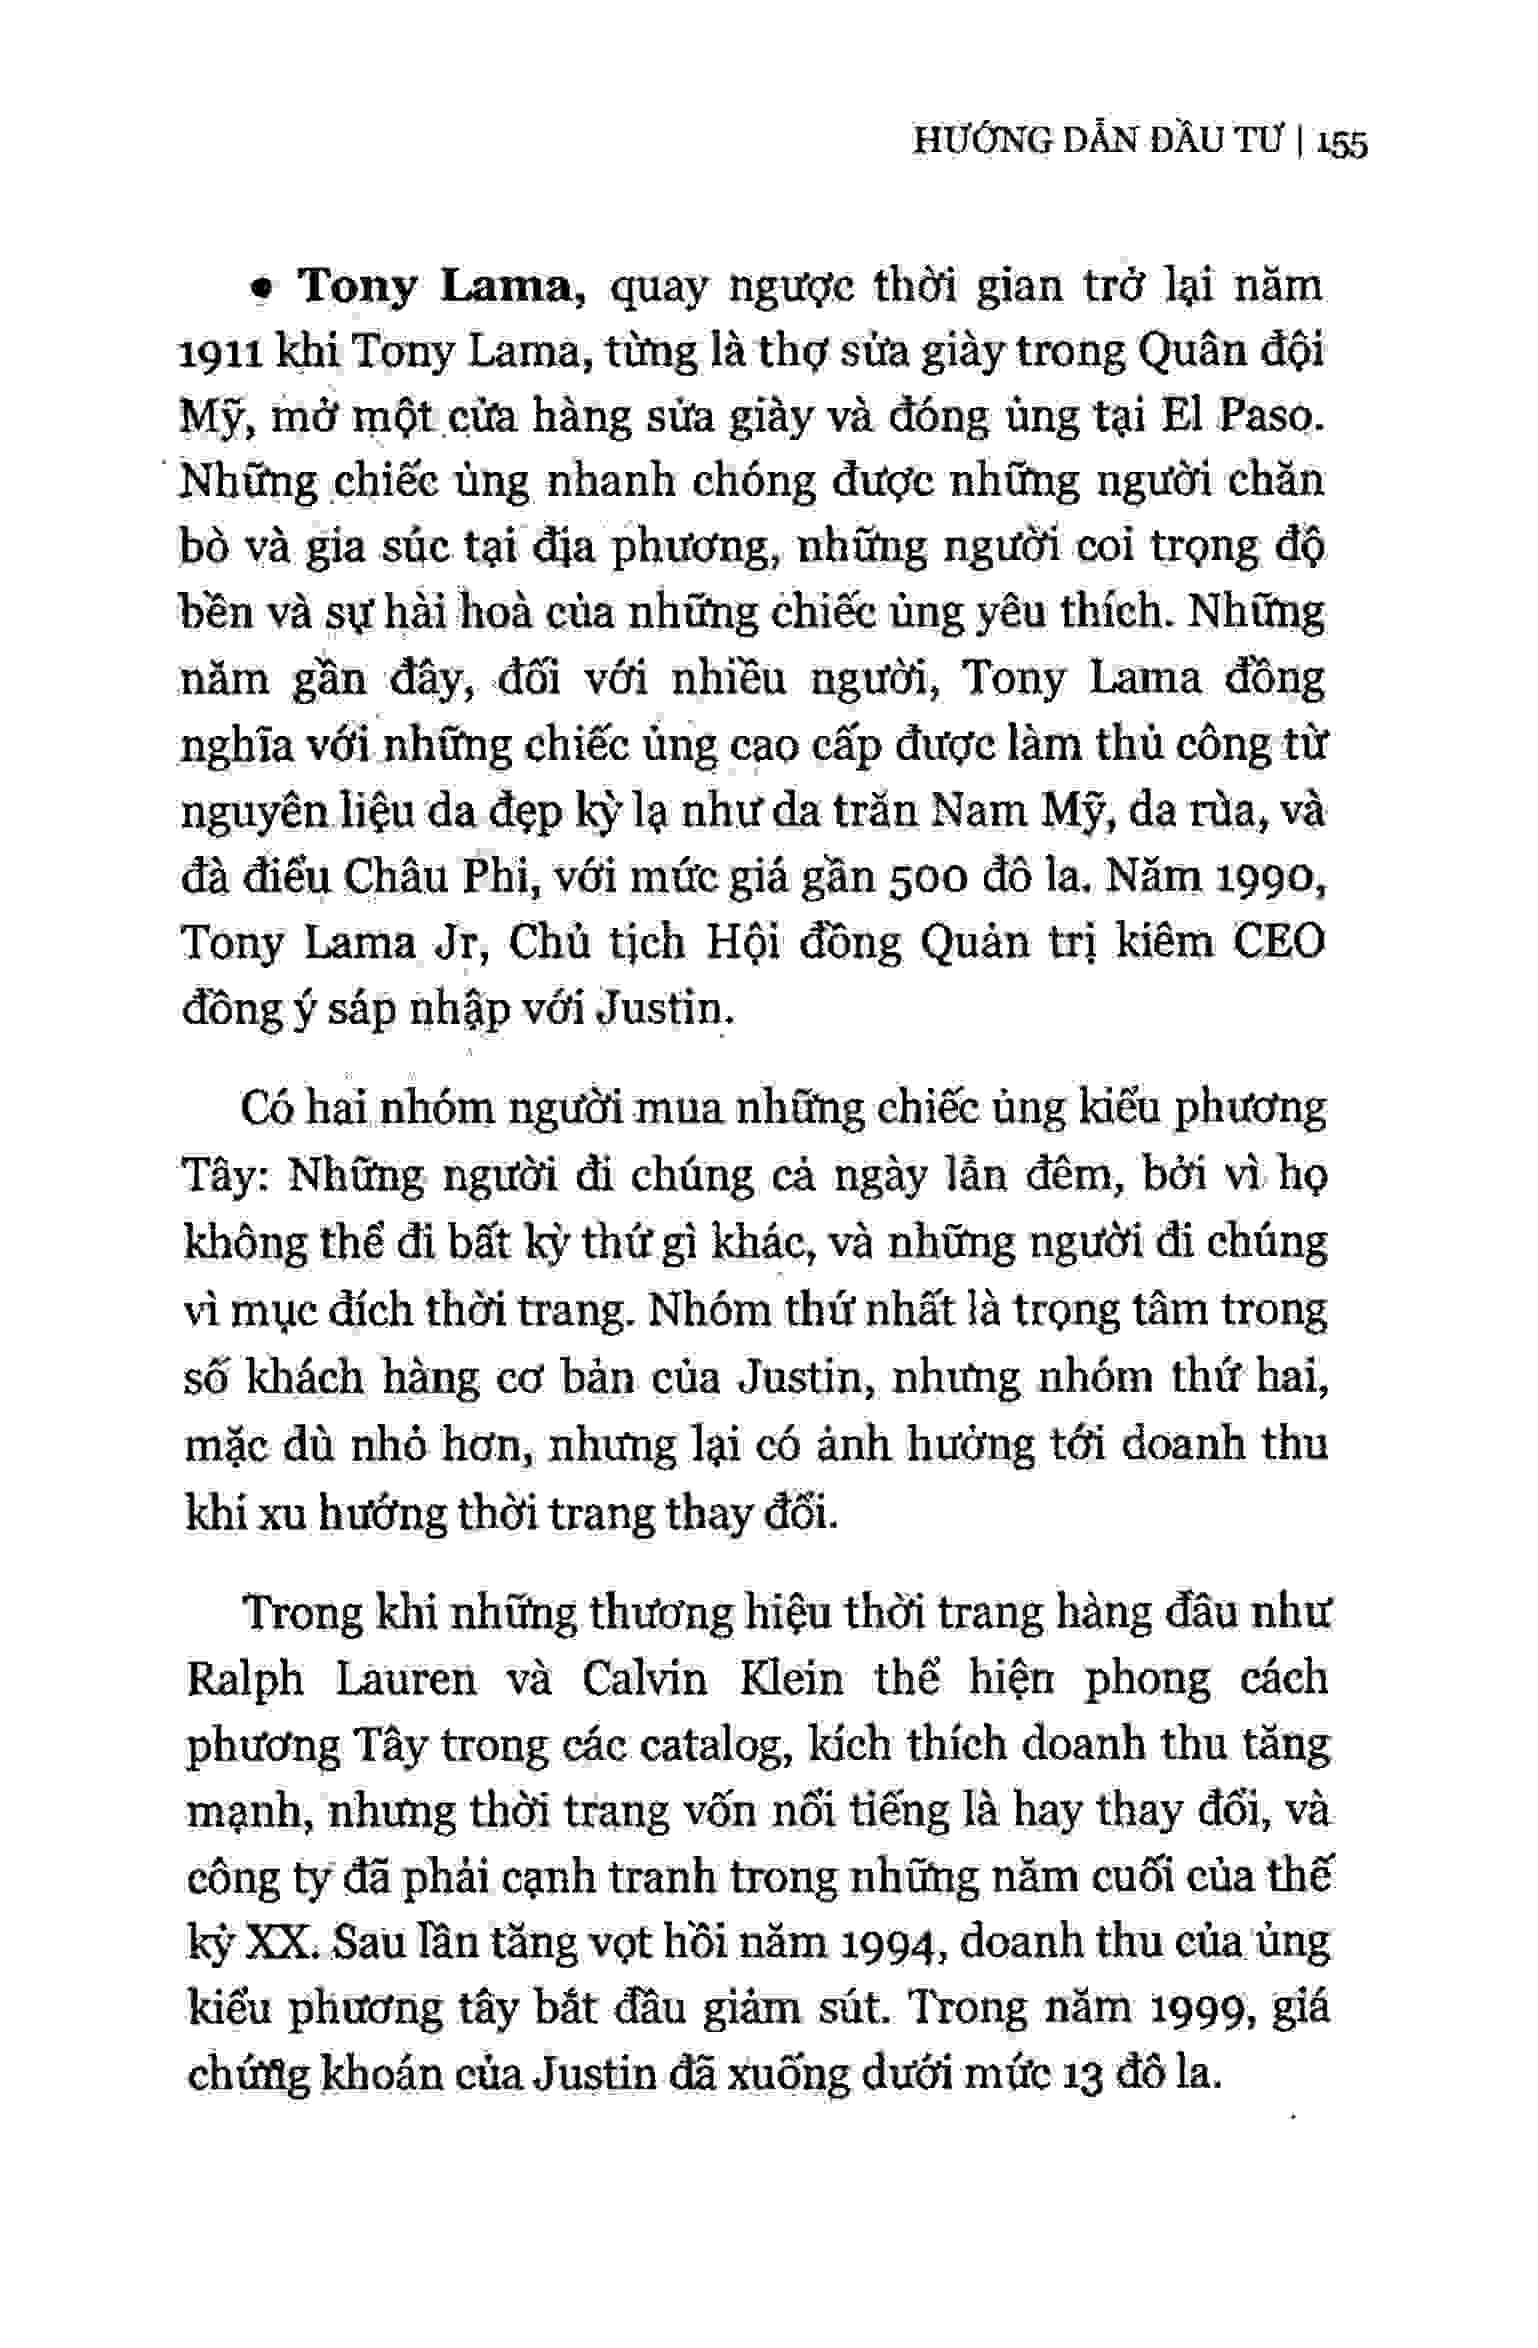 HƯỚNG DẪN ĐẦU TƯ | 155
• Tony Lama, quay ngược thời gian trở lại năm
1911 khi Tony Lama, từng là thợ sửa giày trong Quân đội
Mỹ, mở một cửa hàng sửa giày và đóng ủng tại El Paso.
Những chiếc ủng nhanh chóng được những người chăn
bò và gia súc tại địa phương, những người coi trọng độ
bền và sự hài hoà của những chiếc ủng yêu thích. Những
năm gần đây, đối với nhiều người, Tony Lama đồng
nghĩa với những chiếc ủng cao cấp được làm thủ công từ
nguyên liệu da đẹp kỳ lạ như da trăn Nam Mỹ, da rùa, và
đà điểu Châu Phi, với mức giá gần 500 đô la. Năm 1990,
Tony Lama Jr, Chủ tịch Hội đồng Quản trị kiêm CEO
đồng ý sáp nhập với Justin.
Có hai nhóm người mua những chiếc ủng kiểu phương
Tây: Những người đi chúng cả ngày lẫn đêm, bởi vì họ
không thể đi bất kỳ thứ gì khác, và những người đi chúng
vì mục đích thời trang. Nhóm thứ nhất là trọng tâm trong
số khách hàng cơ bản của Justin, nhưng nhóm thứ hai,
mặc dù nhỏ hơn, nhưng lại có ảnh hưởng tới doanh thu
khi xu hướng thời trang thay đổi.
Trong khi những thương hiệu thời trang hàng đầu như
Ralph Lauren và Calvin Klein thể hiện phong cách
phương Tây trong các catalog, kích thích doanh thu tăng
mạnh, nhưng thời trang vốn nổi tiếng là hay thay đổi, và
công ty đã phải cạnh tranh trong những năm cuối của thế
kỷ XX. Sau lần tăng vọt hồi năm 1994, doanh thu của ủng
kiểu phương tây bắt đầu giảm sút. Trong năm 1999, giá
chứng khoán của Justin đã xuống dưới mức 13 đô la.